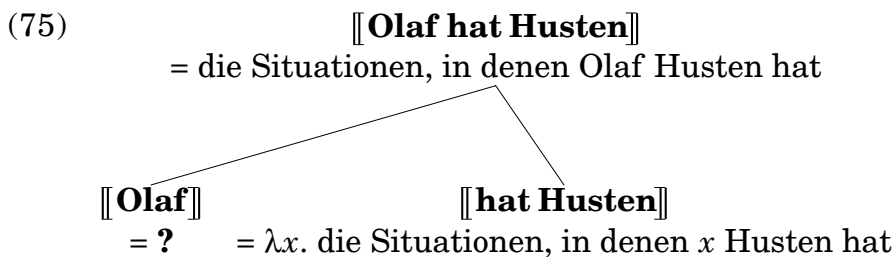 (75) ⟦Olaf hat Husten⟧
= die Situationen, in denen Olaf Husten hat
⟦Olaf⟧ ⟦hat Husten⟧
= ? = λx. die Situationen, in denen x Husten hat